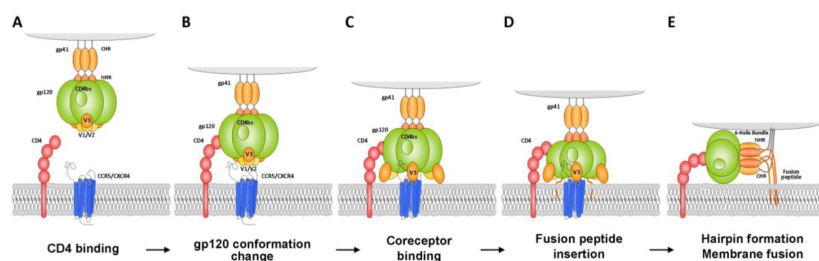 A
B
C
D
E
gp41
CHR
NHR
gp120
CD4bs
V3
V1/V2
CD4
CCR5/CXCR4
gp41
gp120
CD4bs
CD4
V3
V1/V2
CCR5/CXCR4
gp41
gp120
CD4bs
CD4
V3
gp41
CD4
V3
6-Helix Bundle
NHR
CD4
CHR
Fusion
peptide
CD4 binding
gp120 conformation
change
Coreceptor
binding
Fusion peptide
insertion
Hairpin formation
Membrane fusion